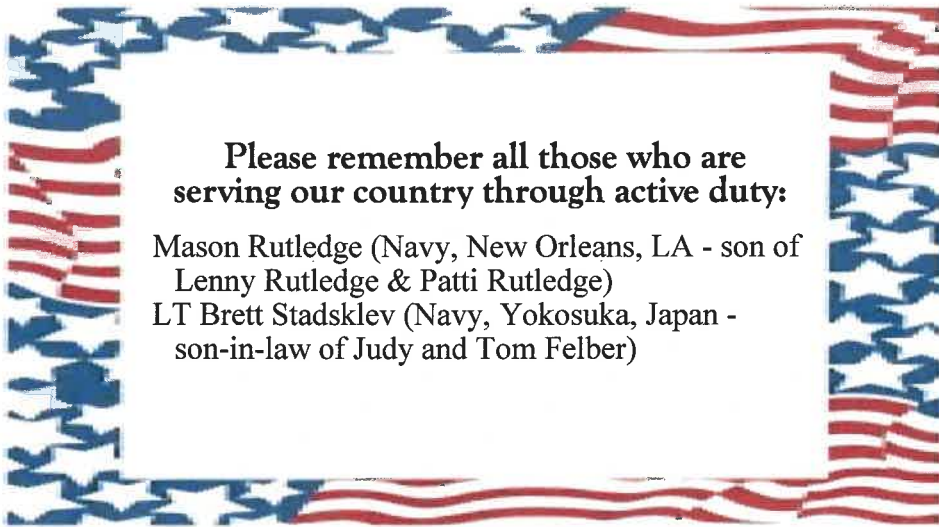 Please remember all those who are
serving our country through active duty:
Mason Rutledge (Navy, New Orleans, LA - son of
Lenny Rutledge & Patti Rutledge)
LT Brett Stadsklev (Navy, Yokosuka, Japan -
son-in-law of Judy and Tom Felber)